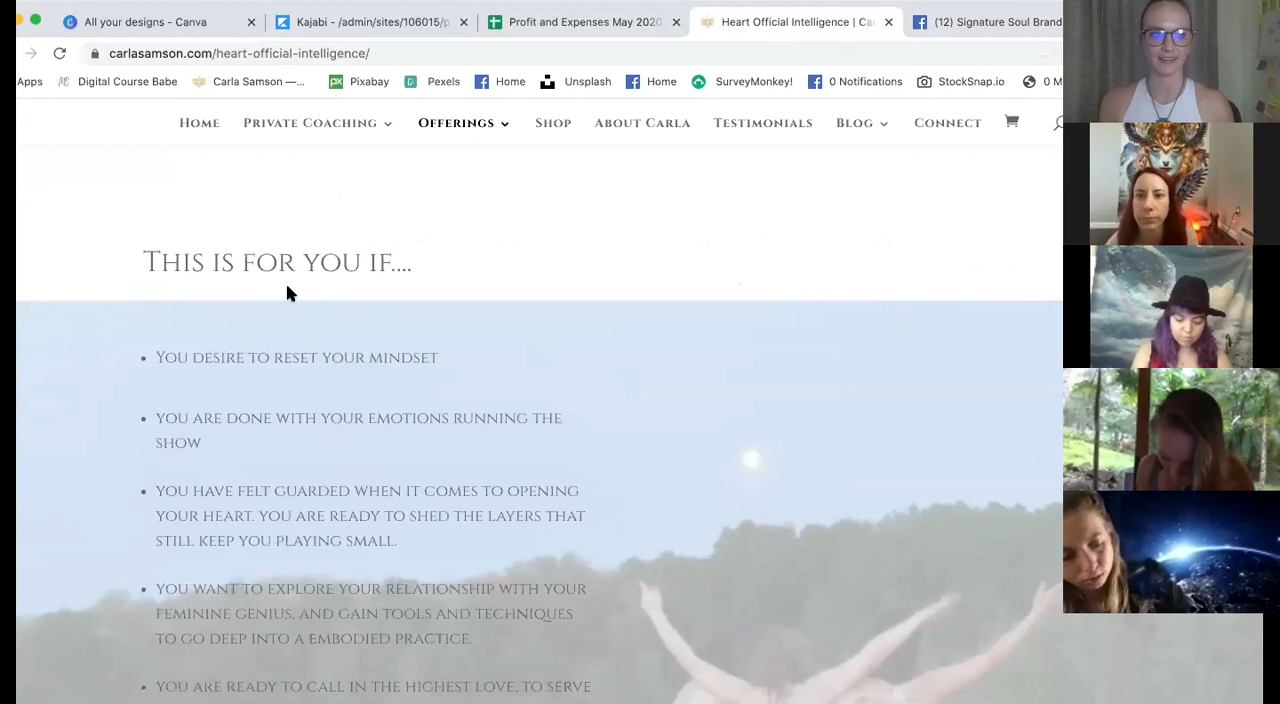 All your designs - Canva
Kajabi - /admin/sites/106015/p
Profit and Expenses May 2020
Heart Official Intelligence | Ca
(12) Signature Soul Brand
carlasamson.com/heart-official-intelligence/
Apps
Digital Course Babe
Carla Samson —...
Pixabay
Pexels
Home
Unsplash
Home
SurveyMonkey!
0 Notifications
StockSnap.io
0 M
Home
Private Coaching
Offerings
Shop
About Carla
Testimonials
Blog
Connect
This is for you if....
• You desire to reset your mindset
• you are done with your emotions running the
show
• you have felt guarded when it comes to opening
your heart. You are ready to shed the layers that
still keep you playing small.
• You want to explore your relationship with your
feminine genius, and gain tools and techniques
to go deep into a embodied practice.
• you are ready to call in the highest love, to serve